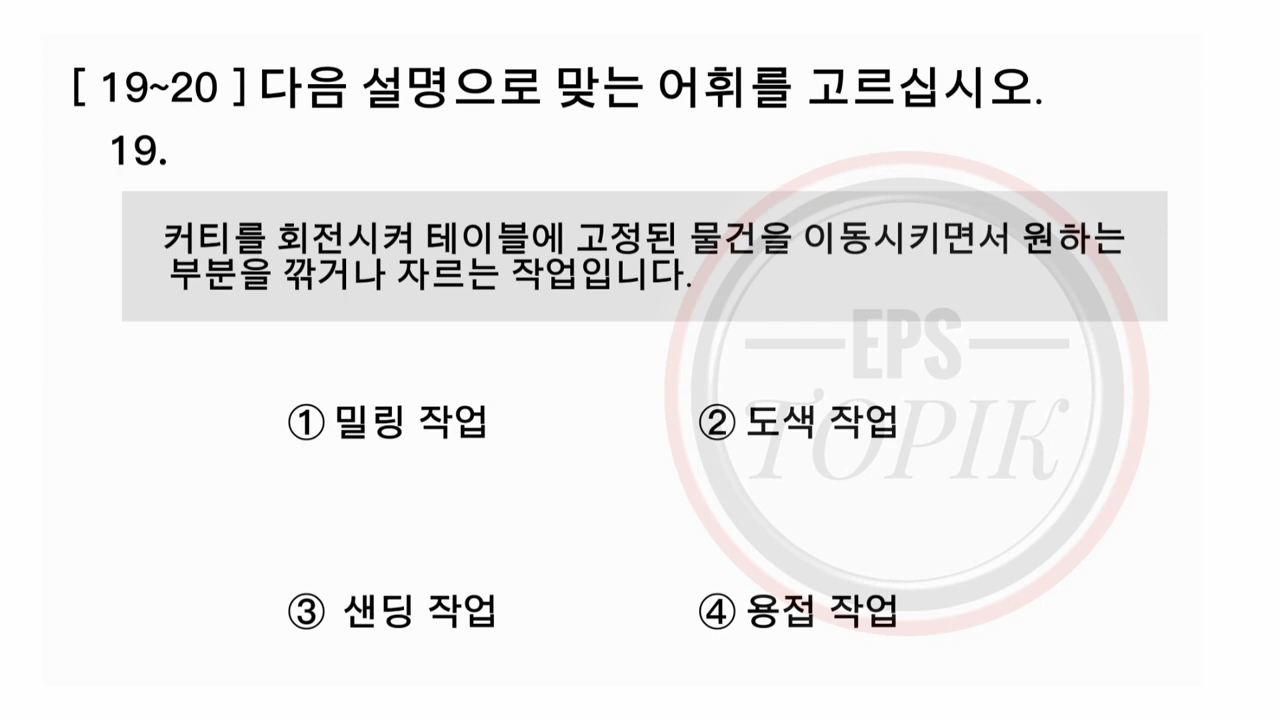 [ 19~20 ] 다음 설명으로 맞는 어휘를 고르십시오.
19.
커티를 회전시켜 테이블에 고정된 물건을 이동시키면서 원하는
부분을 깎거나 자르는 작업입니다.
EPS
TOPIK
① 밀링 작업 ② 도색 작업
③ 샌딩 작업 ④ 용접 작업